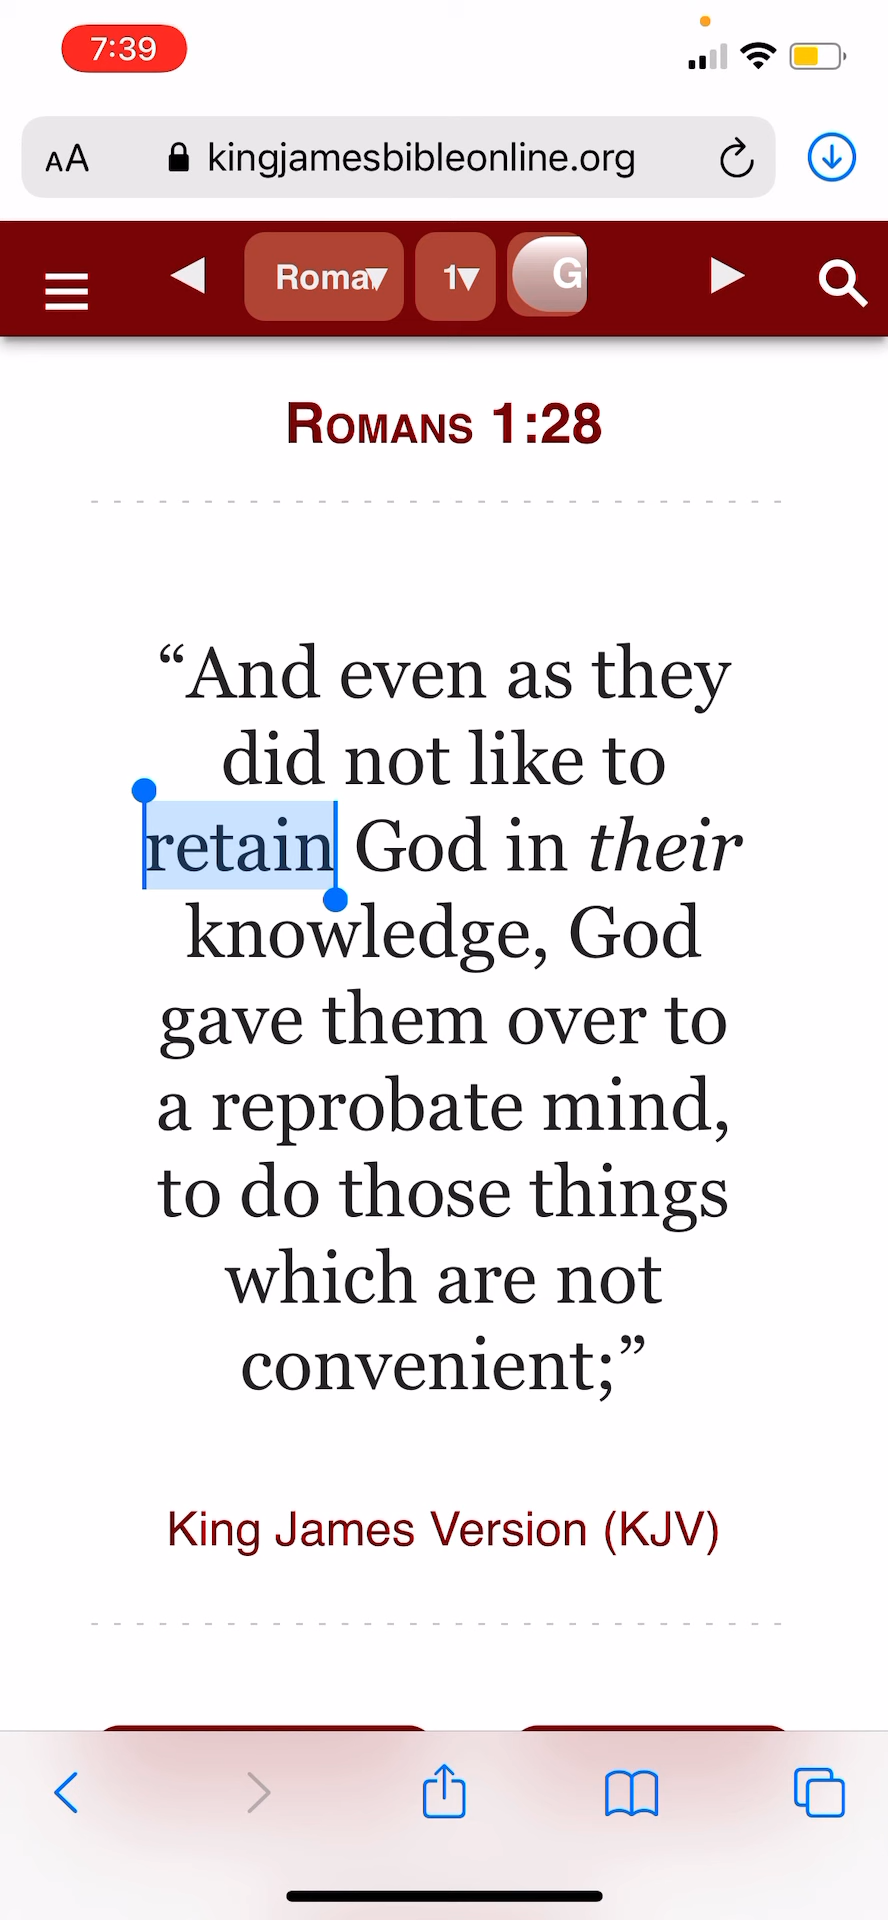 7:39
AA kingjamesbibleonline.org
Roma 1 G
ROMANS 1:28
“And even as they
did not like to
retain God in their
knowledge, God
gave them over to
a reprobate mind,
to do those things
which are not
convenient;”
King James Version (KJV)